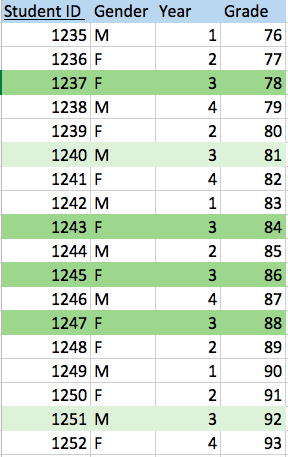 Student ID Gender Year Grade
1235 M 1 76
1236 F 2 77
1237 F 3 78
1238 M 4 79
1239 F 2 80
1240 M 3 81
1241 F 4 82
1242 M 1 83
1243 F 3 84
1244 M 2 85
1245 F 3 86
1246 M 4 87
1247 F 3 88
1248 F 2 89
1249 M 1 90
1250 F 2 91
1251 M 3 92
1252 F 4 93